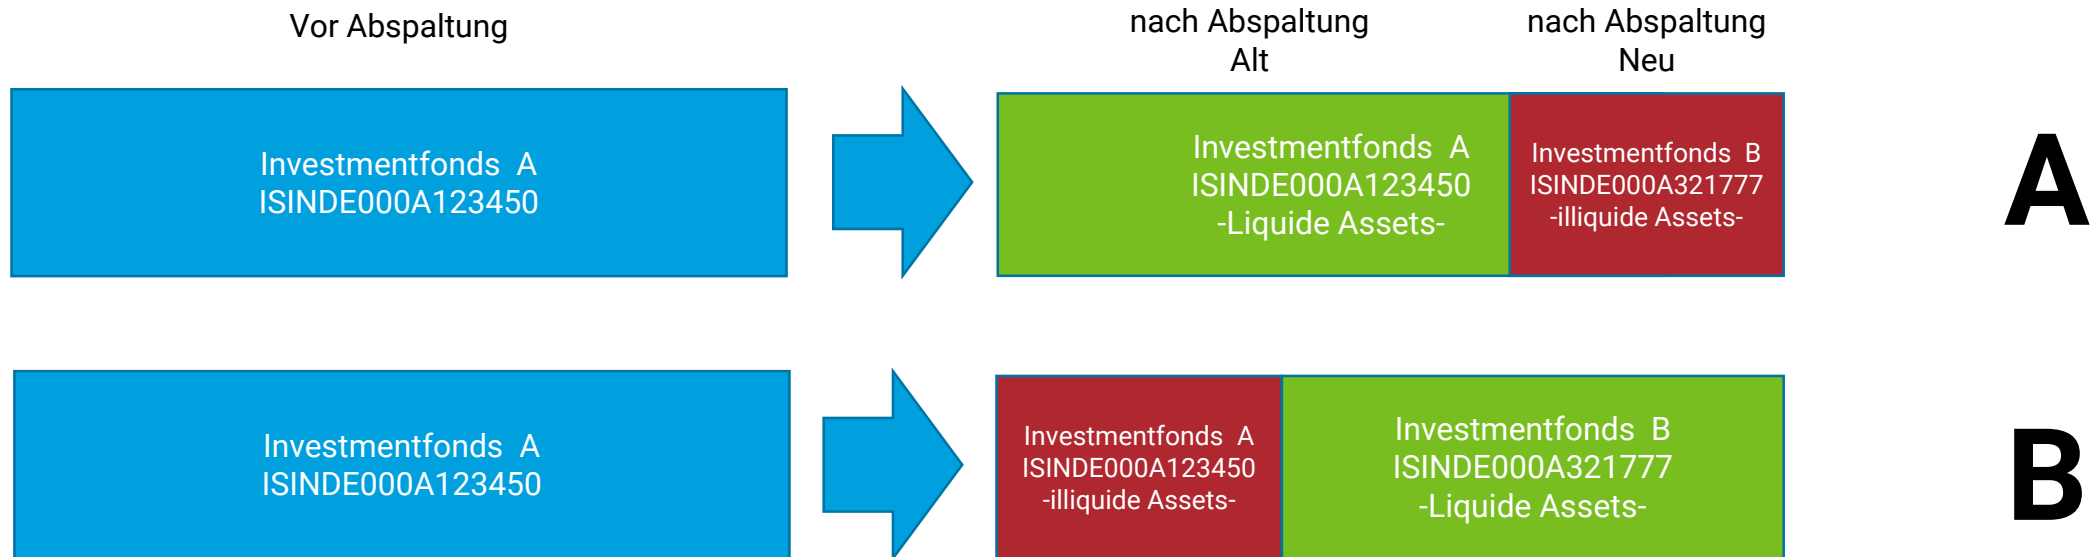 Vor Abspaltung
nach Abspaltung
Alt
nach Abspaltung
Neu
Investmentfonds A
ISINDE000A123450
Investmentfonds A
ISINDE000A123450
-Liquide Assets-
Investmentfonds B
ISINDE000A321777
-illiquide Assets-
A
Investmentfonds A
ISINDE000A123450
Investmentfonds A
ISINDE000A123450
-illiquide Assets-
Investmentfonds B
ISINDE000A321777
-Liquide Assets-
B